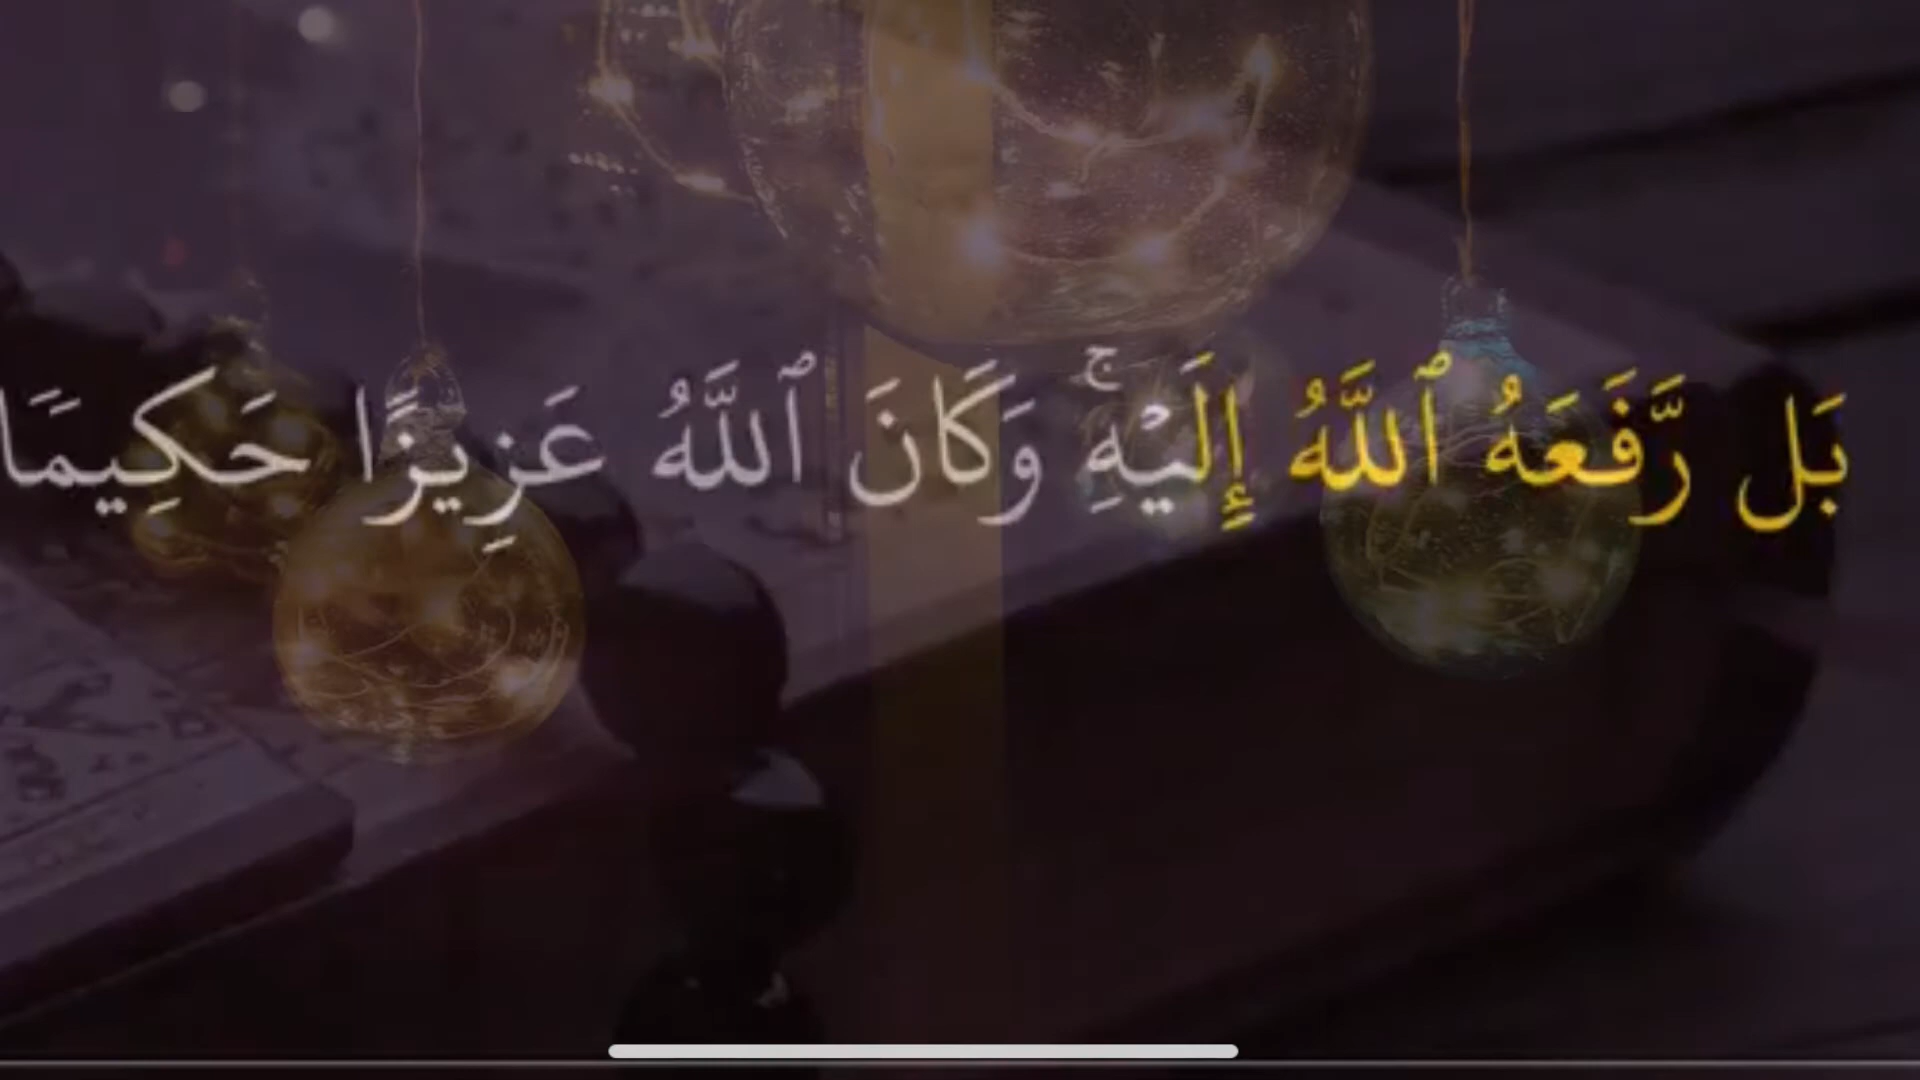 بَل رَّفَعَهُ ٱللَّهُ إِلَيْهِۚ وَكَانَ ٱللَّهُ عَزِيزًا حَكِيمًا